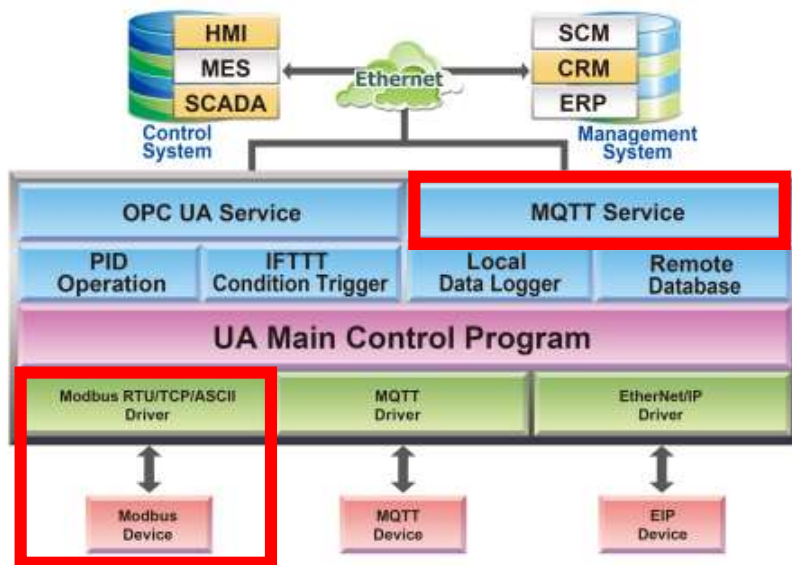 HMI
MES
SCADA
Control
System
Ethernet
SCM
CRM
ERP
Management
System
OPC UA Service
MQTT Service
PID
Operation
IFTTT
Condition Trigger
Local
Data Logger
Remote
Database
UA Main Control Program
Modbus RTU/TCP/ASCII
Driver
MQTT
Driver
EtherNet/IP
Driver
Modbus
Device
MQTT
Device
EIP
Device